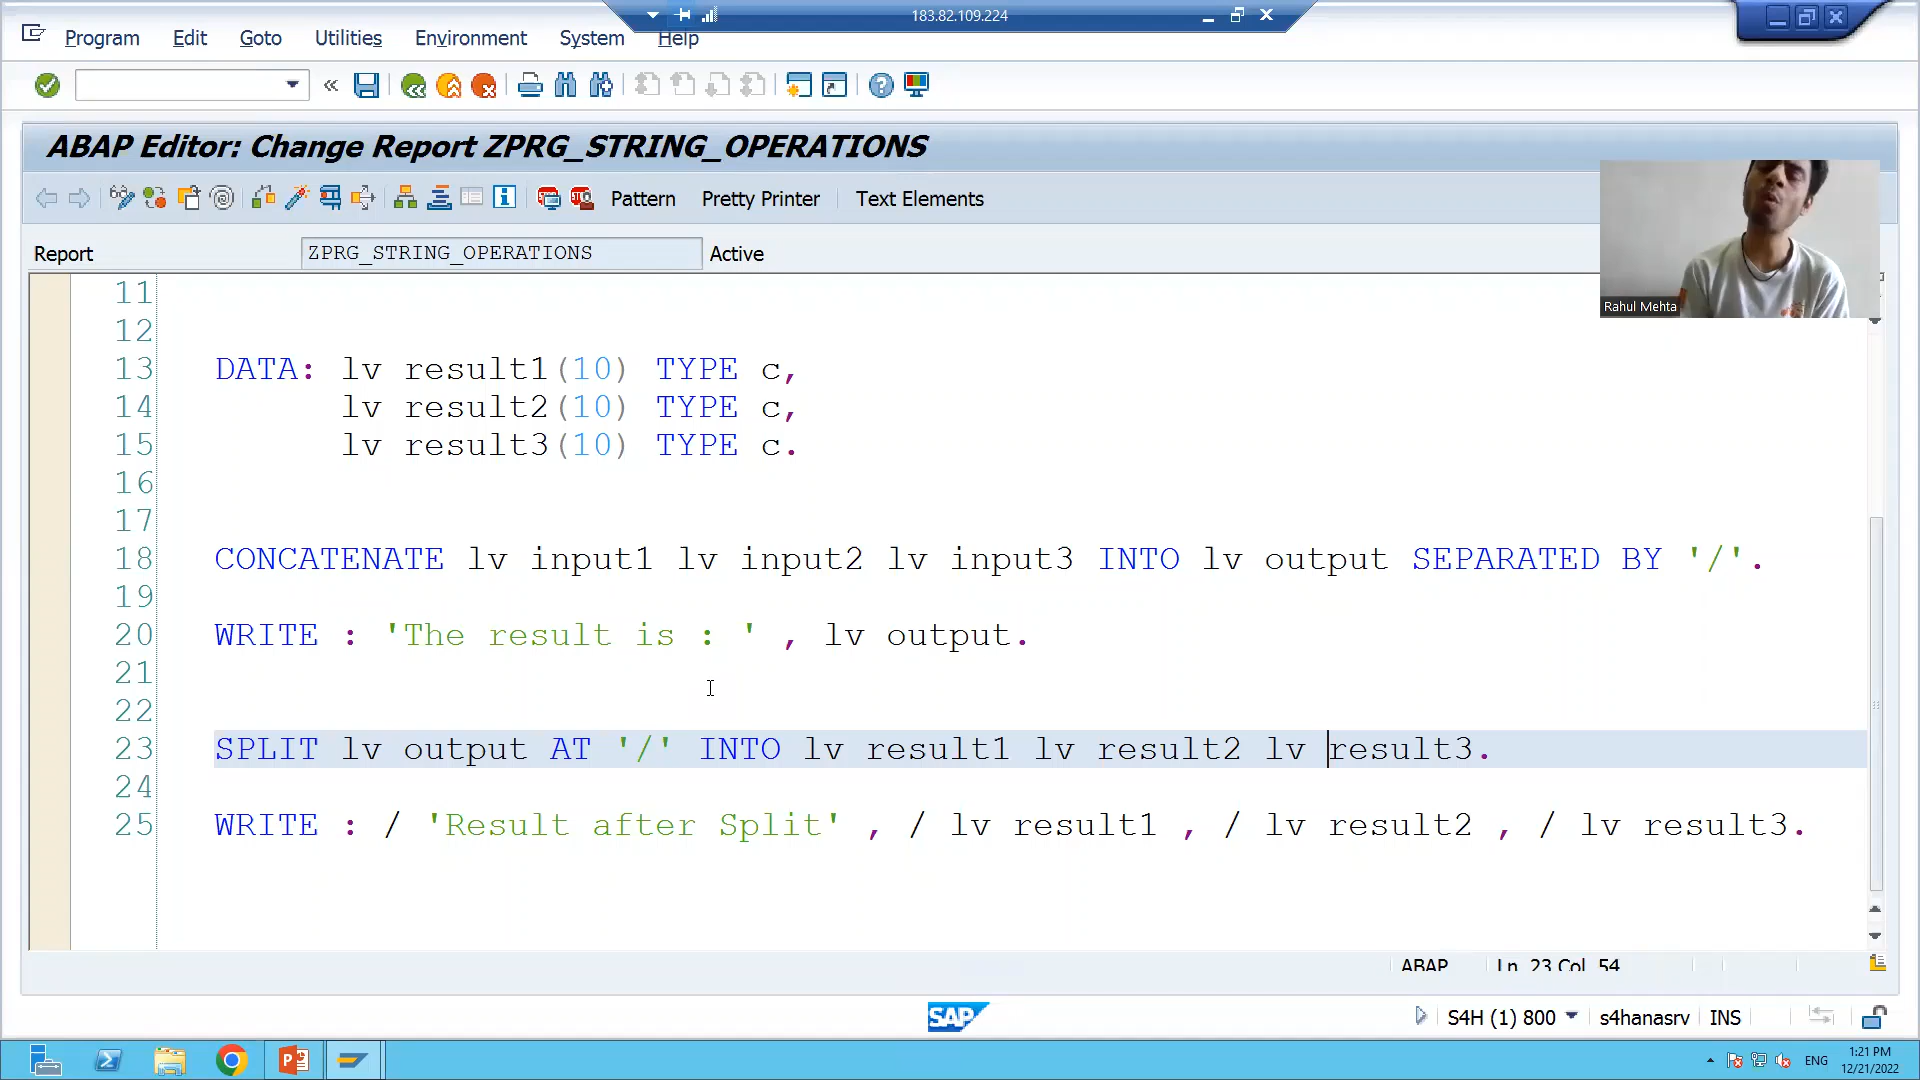 183.82.109.224
Program Edit Goto Utilities Environment System Help
ABAP Editor: Change Report ZPRG_STRING_OPERATIONS
Pattern Pretty Printer Text Elements
Report ZPRG_STRING_OPERATIONS Active
Rahul Mehta
11
12
13 DATA: lv result1(10) TYPE c,
14 lv result2(10) TYPE c,
15 lv result3(10) TYPE c.
16
17
18 CONCATENATE lv input1 lv input2 lv input3 INTO lv output SEPARATED BY '/'.
19
20 WRITE : 'The result is : ' , lv output.
21
22
23 SPLIT lv output AT '/' INTO lv result1 lv result2 lv result3.
24
25 WRITE : / 'Result after Split' , / lv result1 , / lv result2 , / lv result3.
ABAP Ln 23 Col 54
SAP
S4H (1) 800 s4hanasrv INS
ENG
1:21 PM
12/21/2022